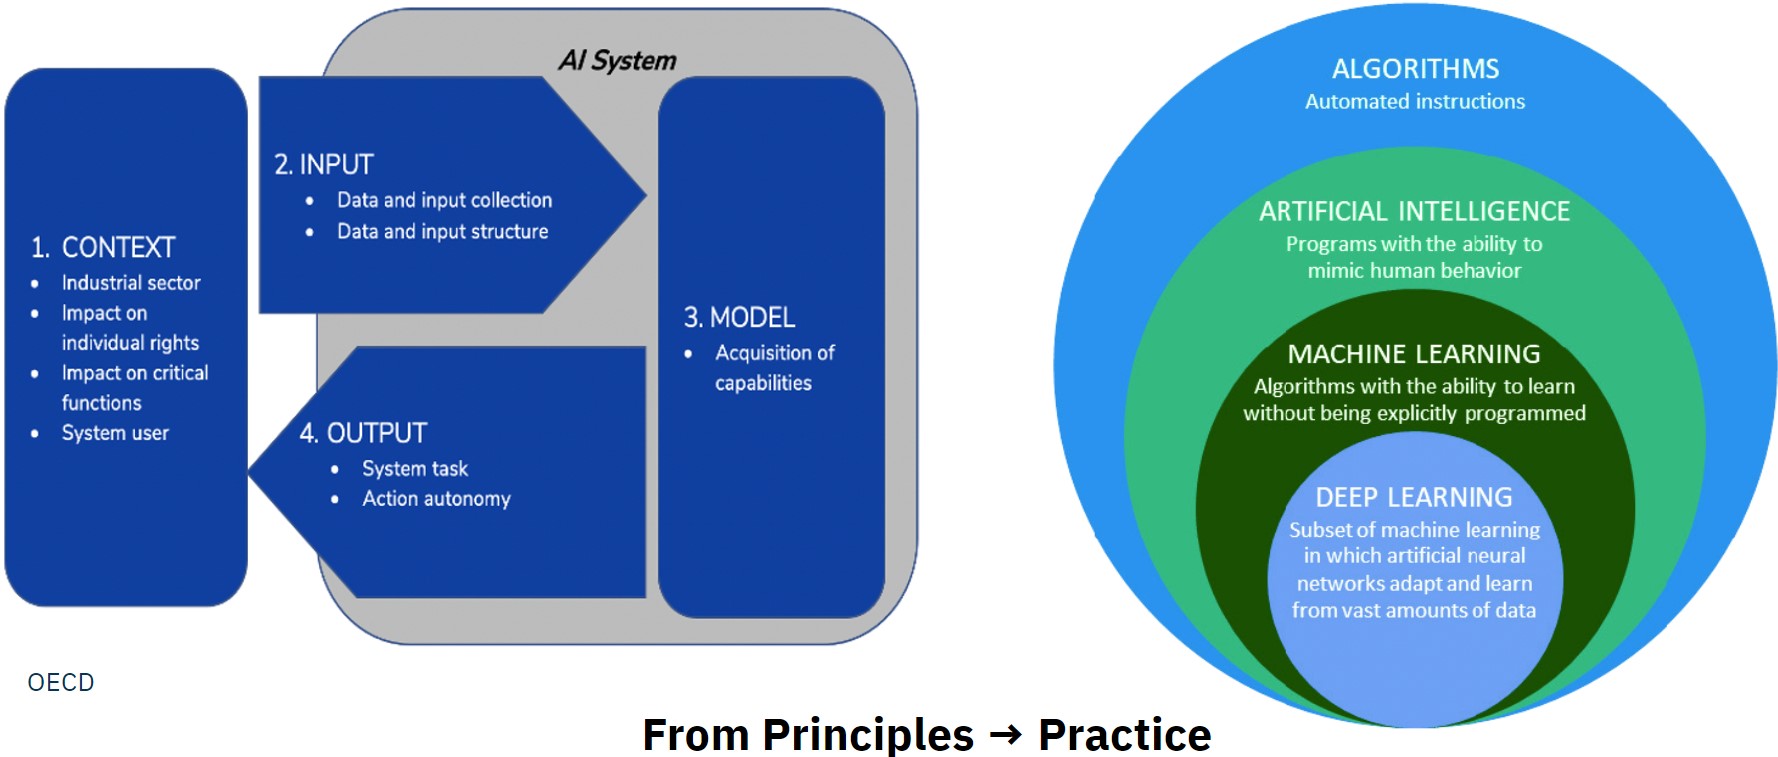 AI System
1. CONTEXT
• Industrial sector
• Impact on
individual rights
• Impact on critical
functions
• System user
2. INPUT
• Data and input collection
• Data and input structure
3. MODEL
• Acquisition of
capabilities
4. OUTPUT
• System task
• Action autonomy
OECD
ALGORITHMS
Automated instructions
ARTIFICIAL INTELLIGENCE
Programs with the ability to
mimic human behavior
MACHINE LEARNING
Algorithms with the ability to learn
without being explicitly programmed
DEEP LEARNING
Subset of machine learning
in which artificial neural
networks adapt and learn
from vast amounts of data
From Principles → Practice